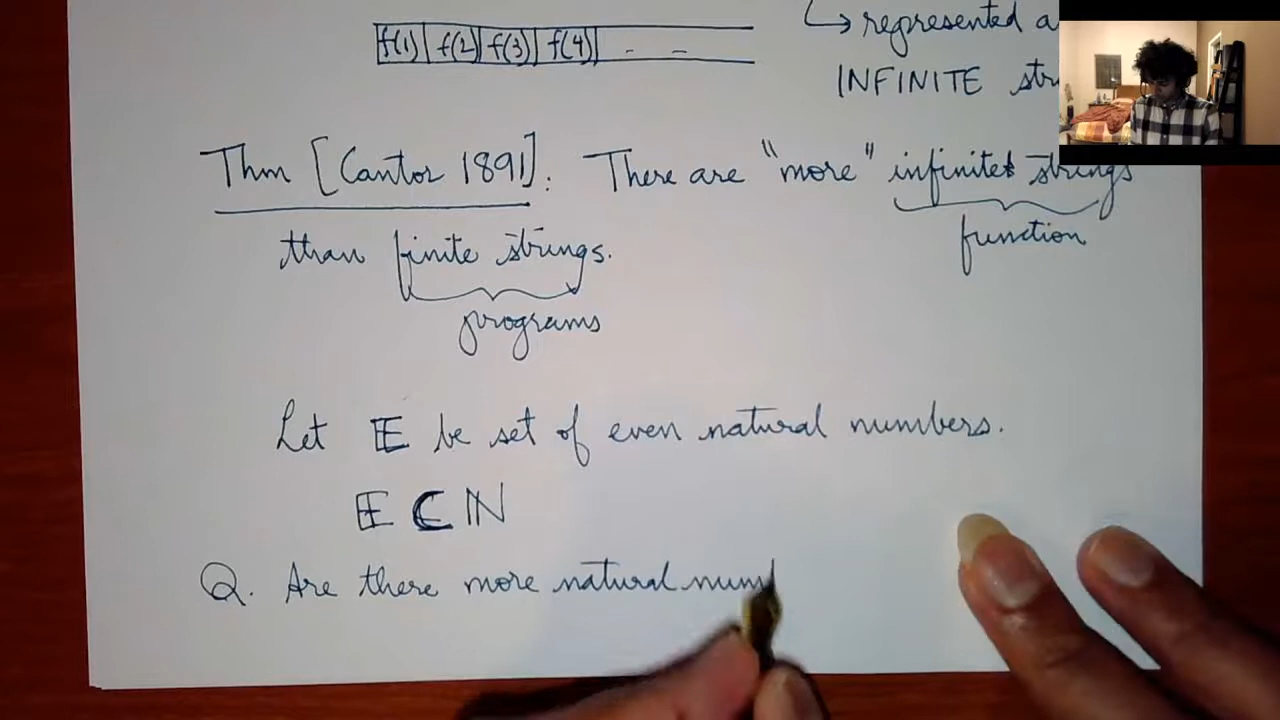 f(1) f(2) f(3) f(4) - -
↳ represented a
INFINITE str
Thm [Cantor 1891]: There are "more" infinite strings
function
than finite strings.
programs
Let 𝔼 be set of even natural numbers.
𝔼 ⊂ ℕ
Q. Are there more natural num